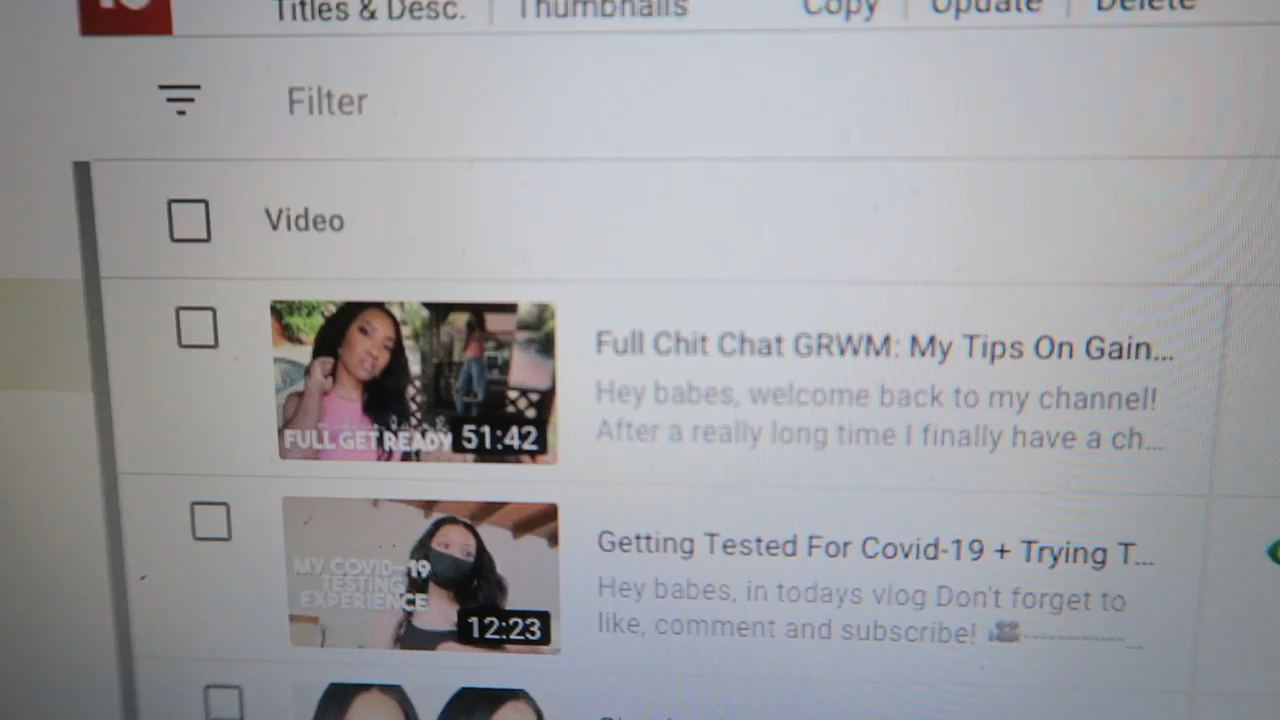 Titles & Desc. | Thumbnails Copy | Update | Delete
Filter
Video
FULL GET READY 51:42
Full Chit Chat GRWM: My Tips On Gain...
Hey babes, welcome back to my channel!
After a really long time I finally have a ch...
MY COVID-19
TESTING
EXPERIENCE
12:23
Getting Tested For Covid-19 + Trying T...
Hey babes, in todays vlog Don't forget to
like, comment and subscribe! 🎥-----------...